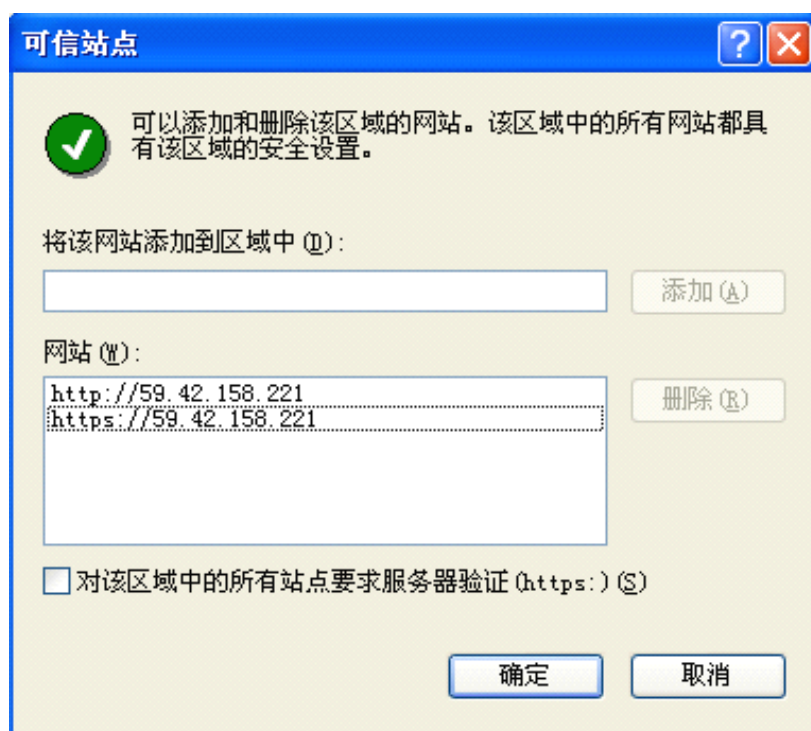 可信站点
可以添加和删除该区域的网站。该区域中的所有网站都具
有该区域的安全设置。
将该网站添加到区域中(D):
添加(A)
网站(W):
http://59.42.158.221
https://59.42.158.221
删除(R)
对该区域中的所有站点要求服务器验证(https:)(S)
确定
取消